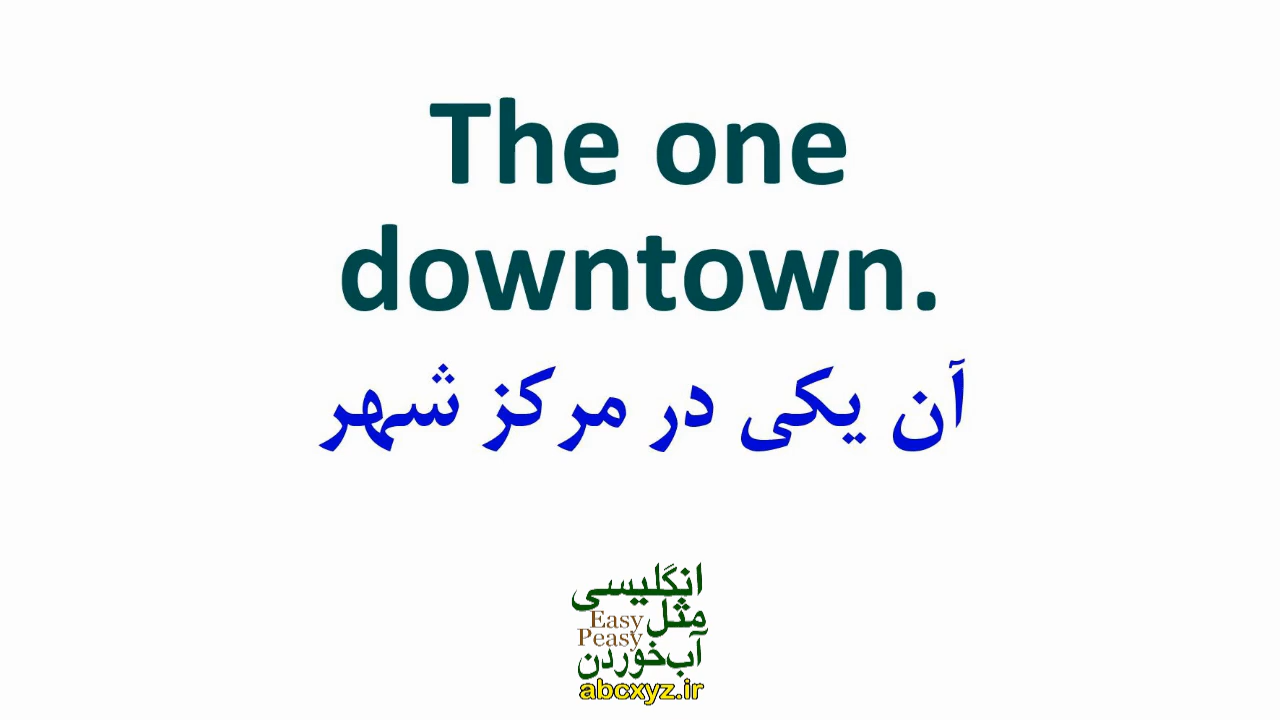 The one
downtown.
آن یکی در مرکز شهر
انگلیسی
مثل
Easy
Peasy
آب‌خوردن
abcxyz.ir